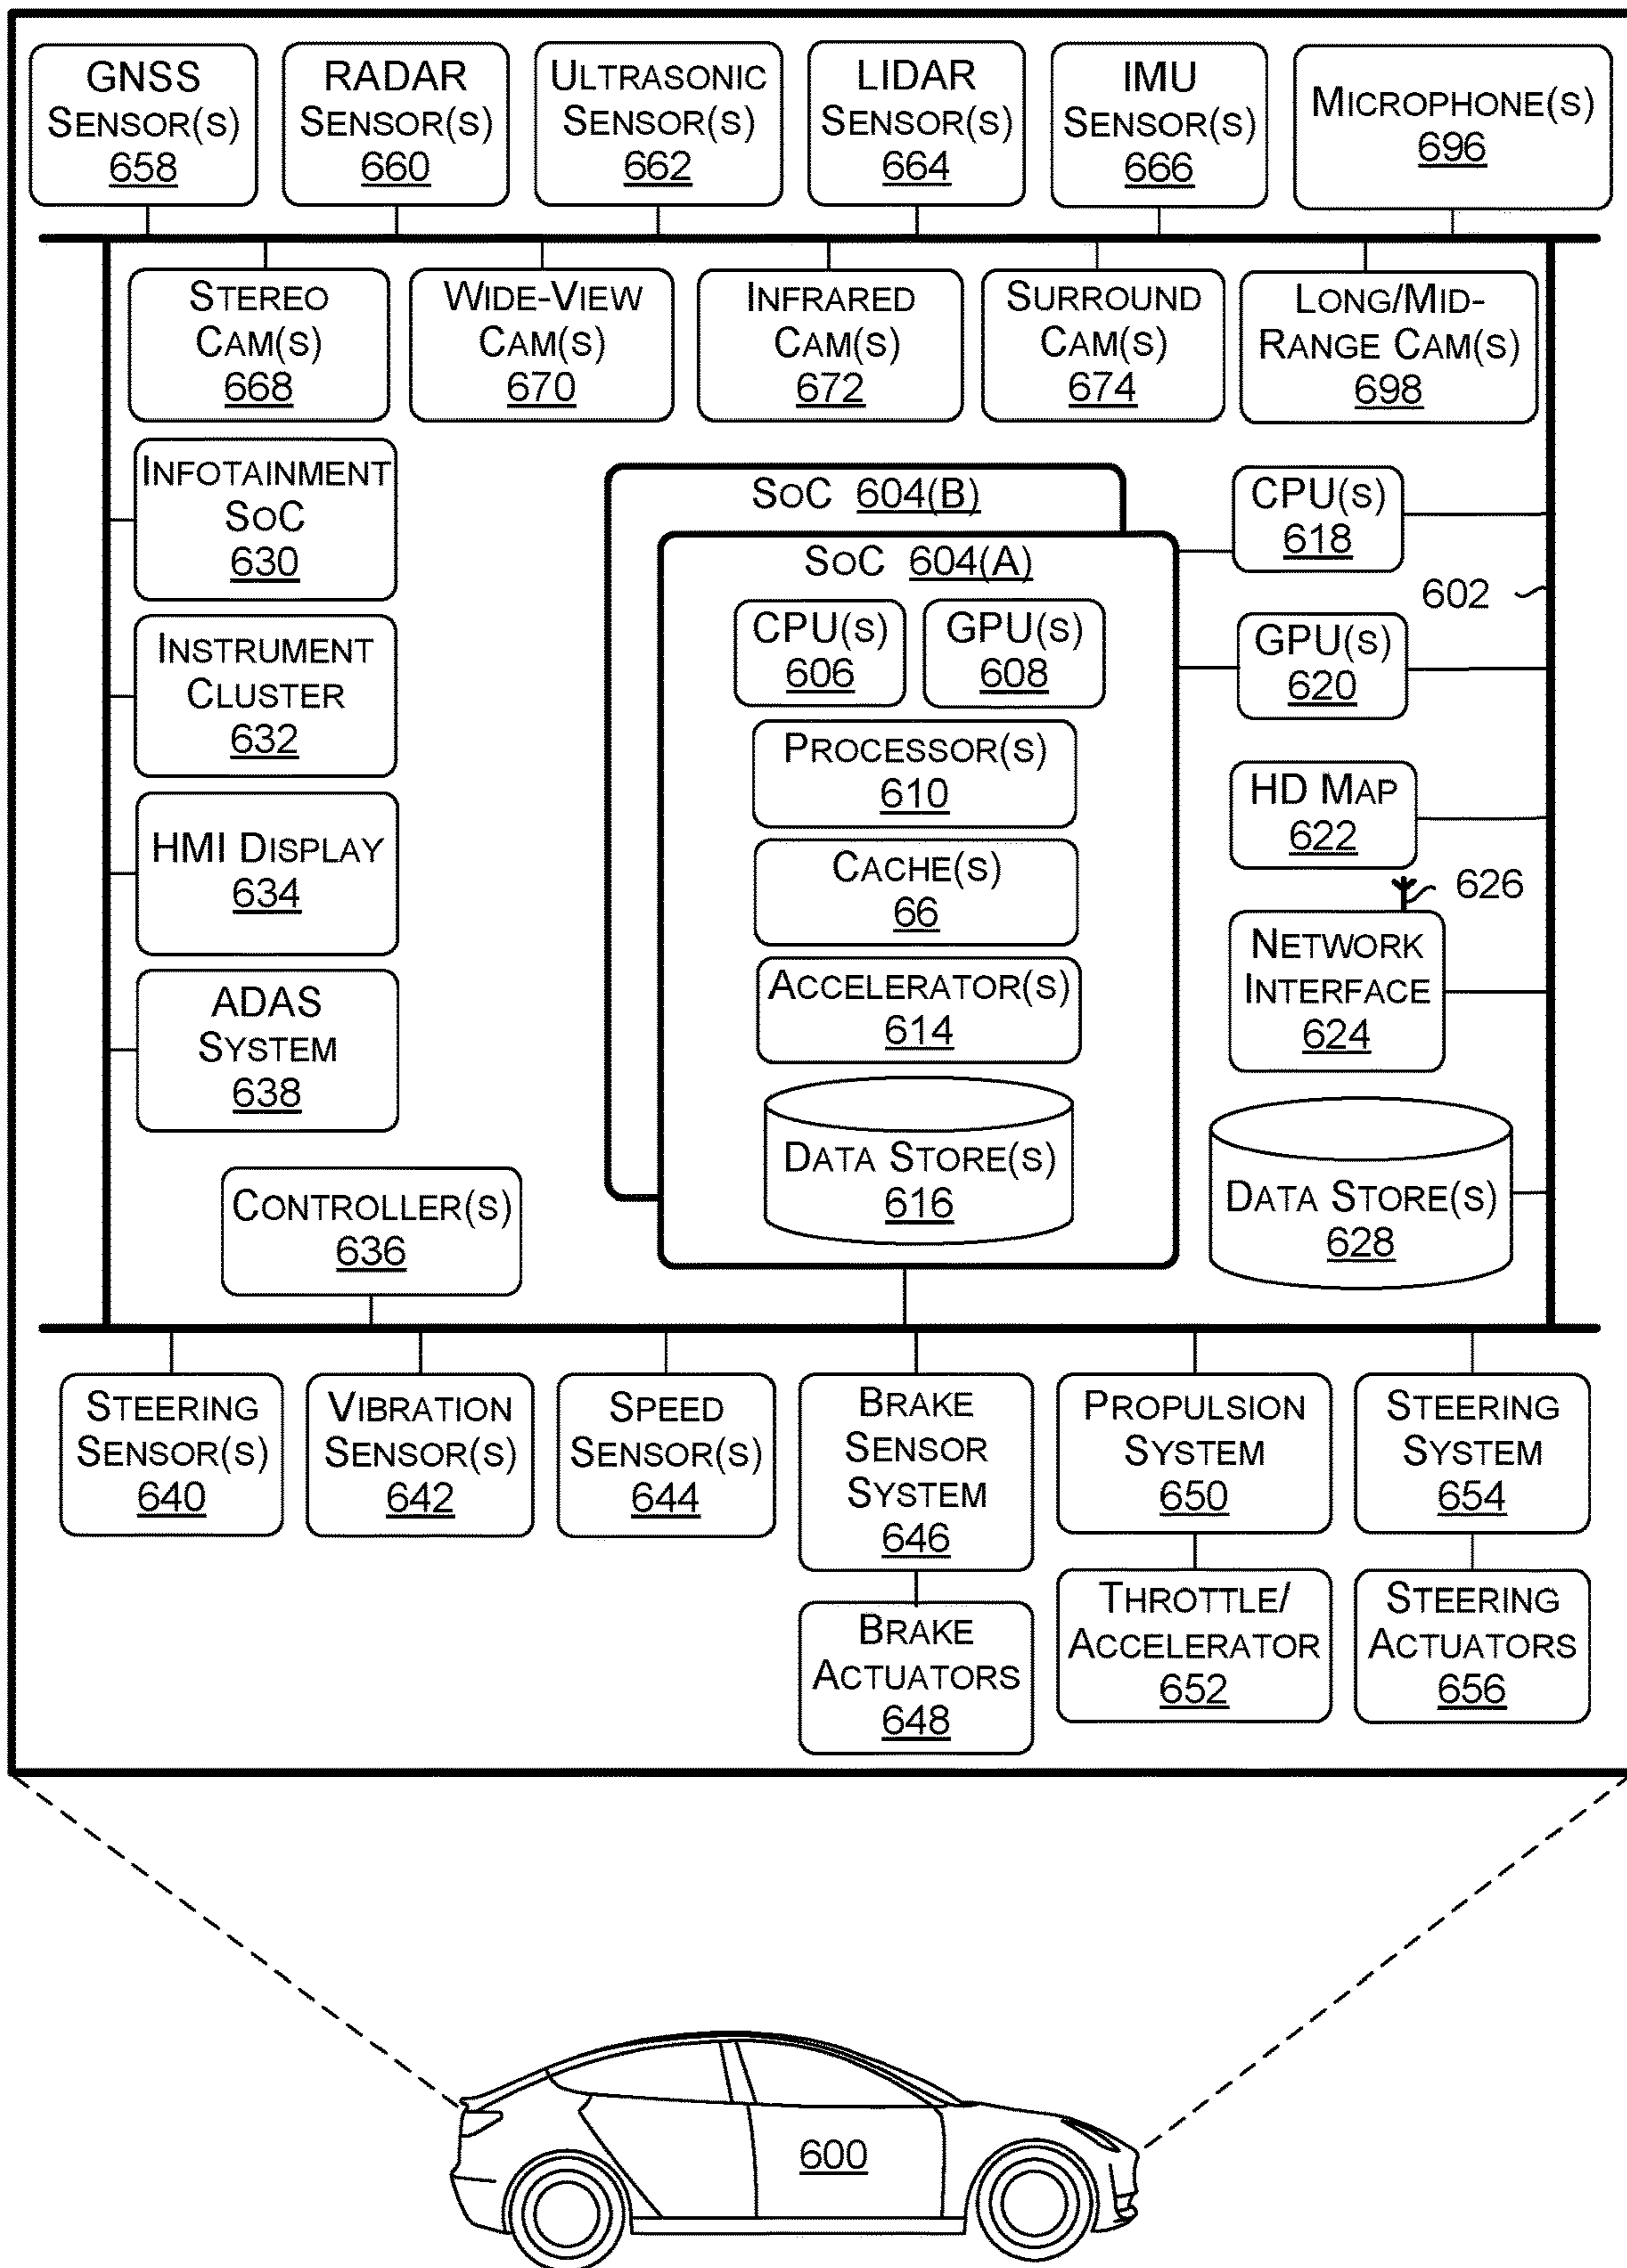 GNSS
SENSOR(S)
658
RADAR
SENSOR(S)
660
ULTRASONIC
SENSOR(S)
662
LIDAR
SENSOR(S)
664
IMU
SENSOR(S)
666
MICROPHONE(S)
696
STEREO
CAM(S)
668
WIDE-VIEW
CAM(S)
670
INFRARED
CAM(S)
672
SURROUND
CAM(S)
674
LONG/MID-
RANGE CAM(S)
698
INFOTAINMENT
SOC
630
INSTRUMENT
CLUSTER
632
HMI DISPLAY
634
ADAS
SYSTEM
638
CONTROLLER(S)
636
SOC 604(B)
SOC 604(A)
CPU(S)
606
GPU(S)
608
PROCESSOR(S)
610
CACHE(S)
66
ACCELERATOR(S)
614
DATA STORE(S)
616
CPU(S)
618
602
GPU(S)
620
HD MAP
622
626
NETWORK
INTERFACE
624
DATA STORE(S)
628
STEERING
SENSOR(S)
640
VIBRATION
SENSOR(S)
642
SPEED
SENSOR(S)
644
BRAKE
SENSOR
SYSTEM
646
PROPULSION
SYSTEM
650
STEERING
SYSTEM
654
BRAKE
ACTUATORS
648
THROTTLE/
ACCELERATOR
652
STEERING
ACTUATORS
656
600